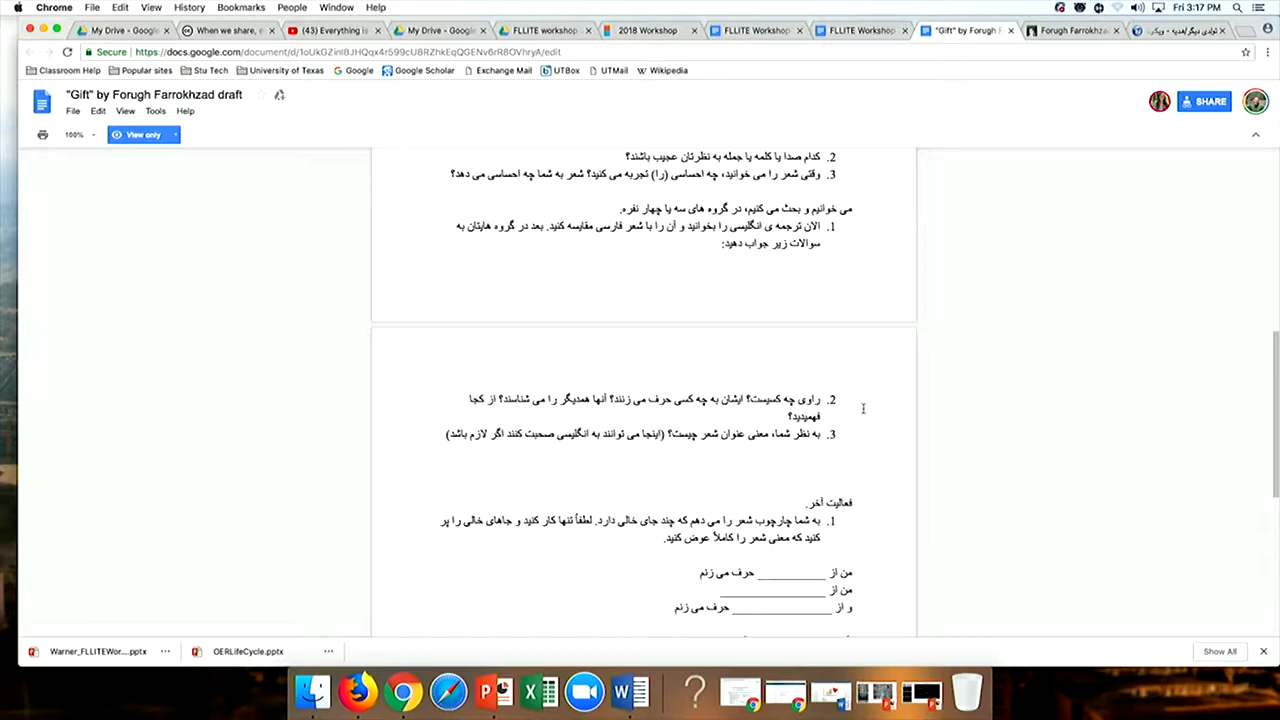 Chrome File Edit View History Bookmarks People Window Help Fri 3:17 PM
My Drive - Google When we share, e (43) Everything is My Drive - Google FLLITE workshop 2018 Workshop FLLITE Workshop FLLITE Workshop "Gift" by Forugh F Forugh Farrokhza تولدی دیگر/هدیه - ویکی
Secure https://docs.google.com/document/d/
Classroom Help Popular sites Stu Tech University of Texas Google Google Scholar Exchange Mail UTBox UTMail Wikipedia
"Gift" by Forugh Farrokhzad draft
File Edit View Tools Help
SHARE
100% View only
2. کدام صدا یا کلمه یا جمله به نظرتان عجیب باشند؟
3. وقتی شعر را می خوانید، چه احساسی (را) تجربه می کنید؟ شعر به شما چه احساسی می دهد؟
می خوانیم و بحث می کنیم، در گروه های سه یا چهار نفره.
1. الان ترجمه ی انگلیسی را بخوانید و آن را با شعر فارسی مقایسه کنید. بعد در گروه هایتان به
سوالات زیر جواب دهید:
2. راوی چه کسیست؟ ایشان به چه کسی حرف می زنند؟ آنها همدیگر را می شناسند؟ از کجا
فهمیدید؟
3. به نظر شما، معنی عنوان شعر چیست؟ (اینجا می توانند به انگلیسی صحبت کنند اگر لازم باشد)
فعالیت آخر.
1. به شما چارچوب شعر را می دهم که چند جای خالی دارد. لطفاً تنها کار کنید و جاهای خالی را پر
کنید که معنی شعر را کاملاً عوض کنید.
من از ____________ حرف می زنم
من از ___________________
و از __________________ حرف می زنم
Warner_FLLITEWor....pptx OERLifeCycle.pptx Show All